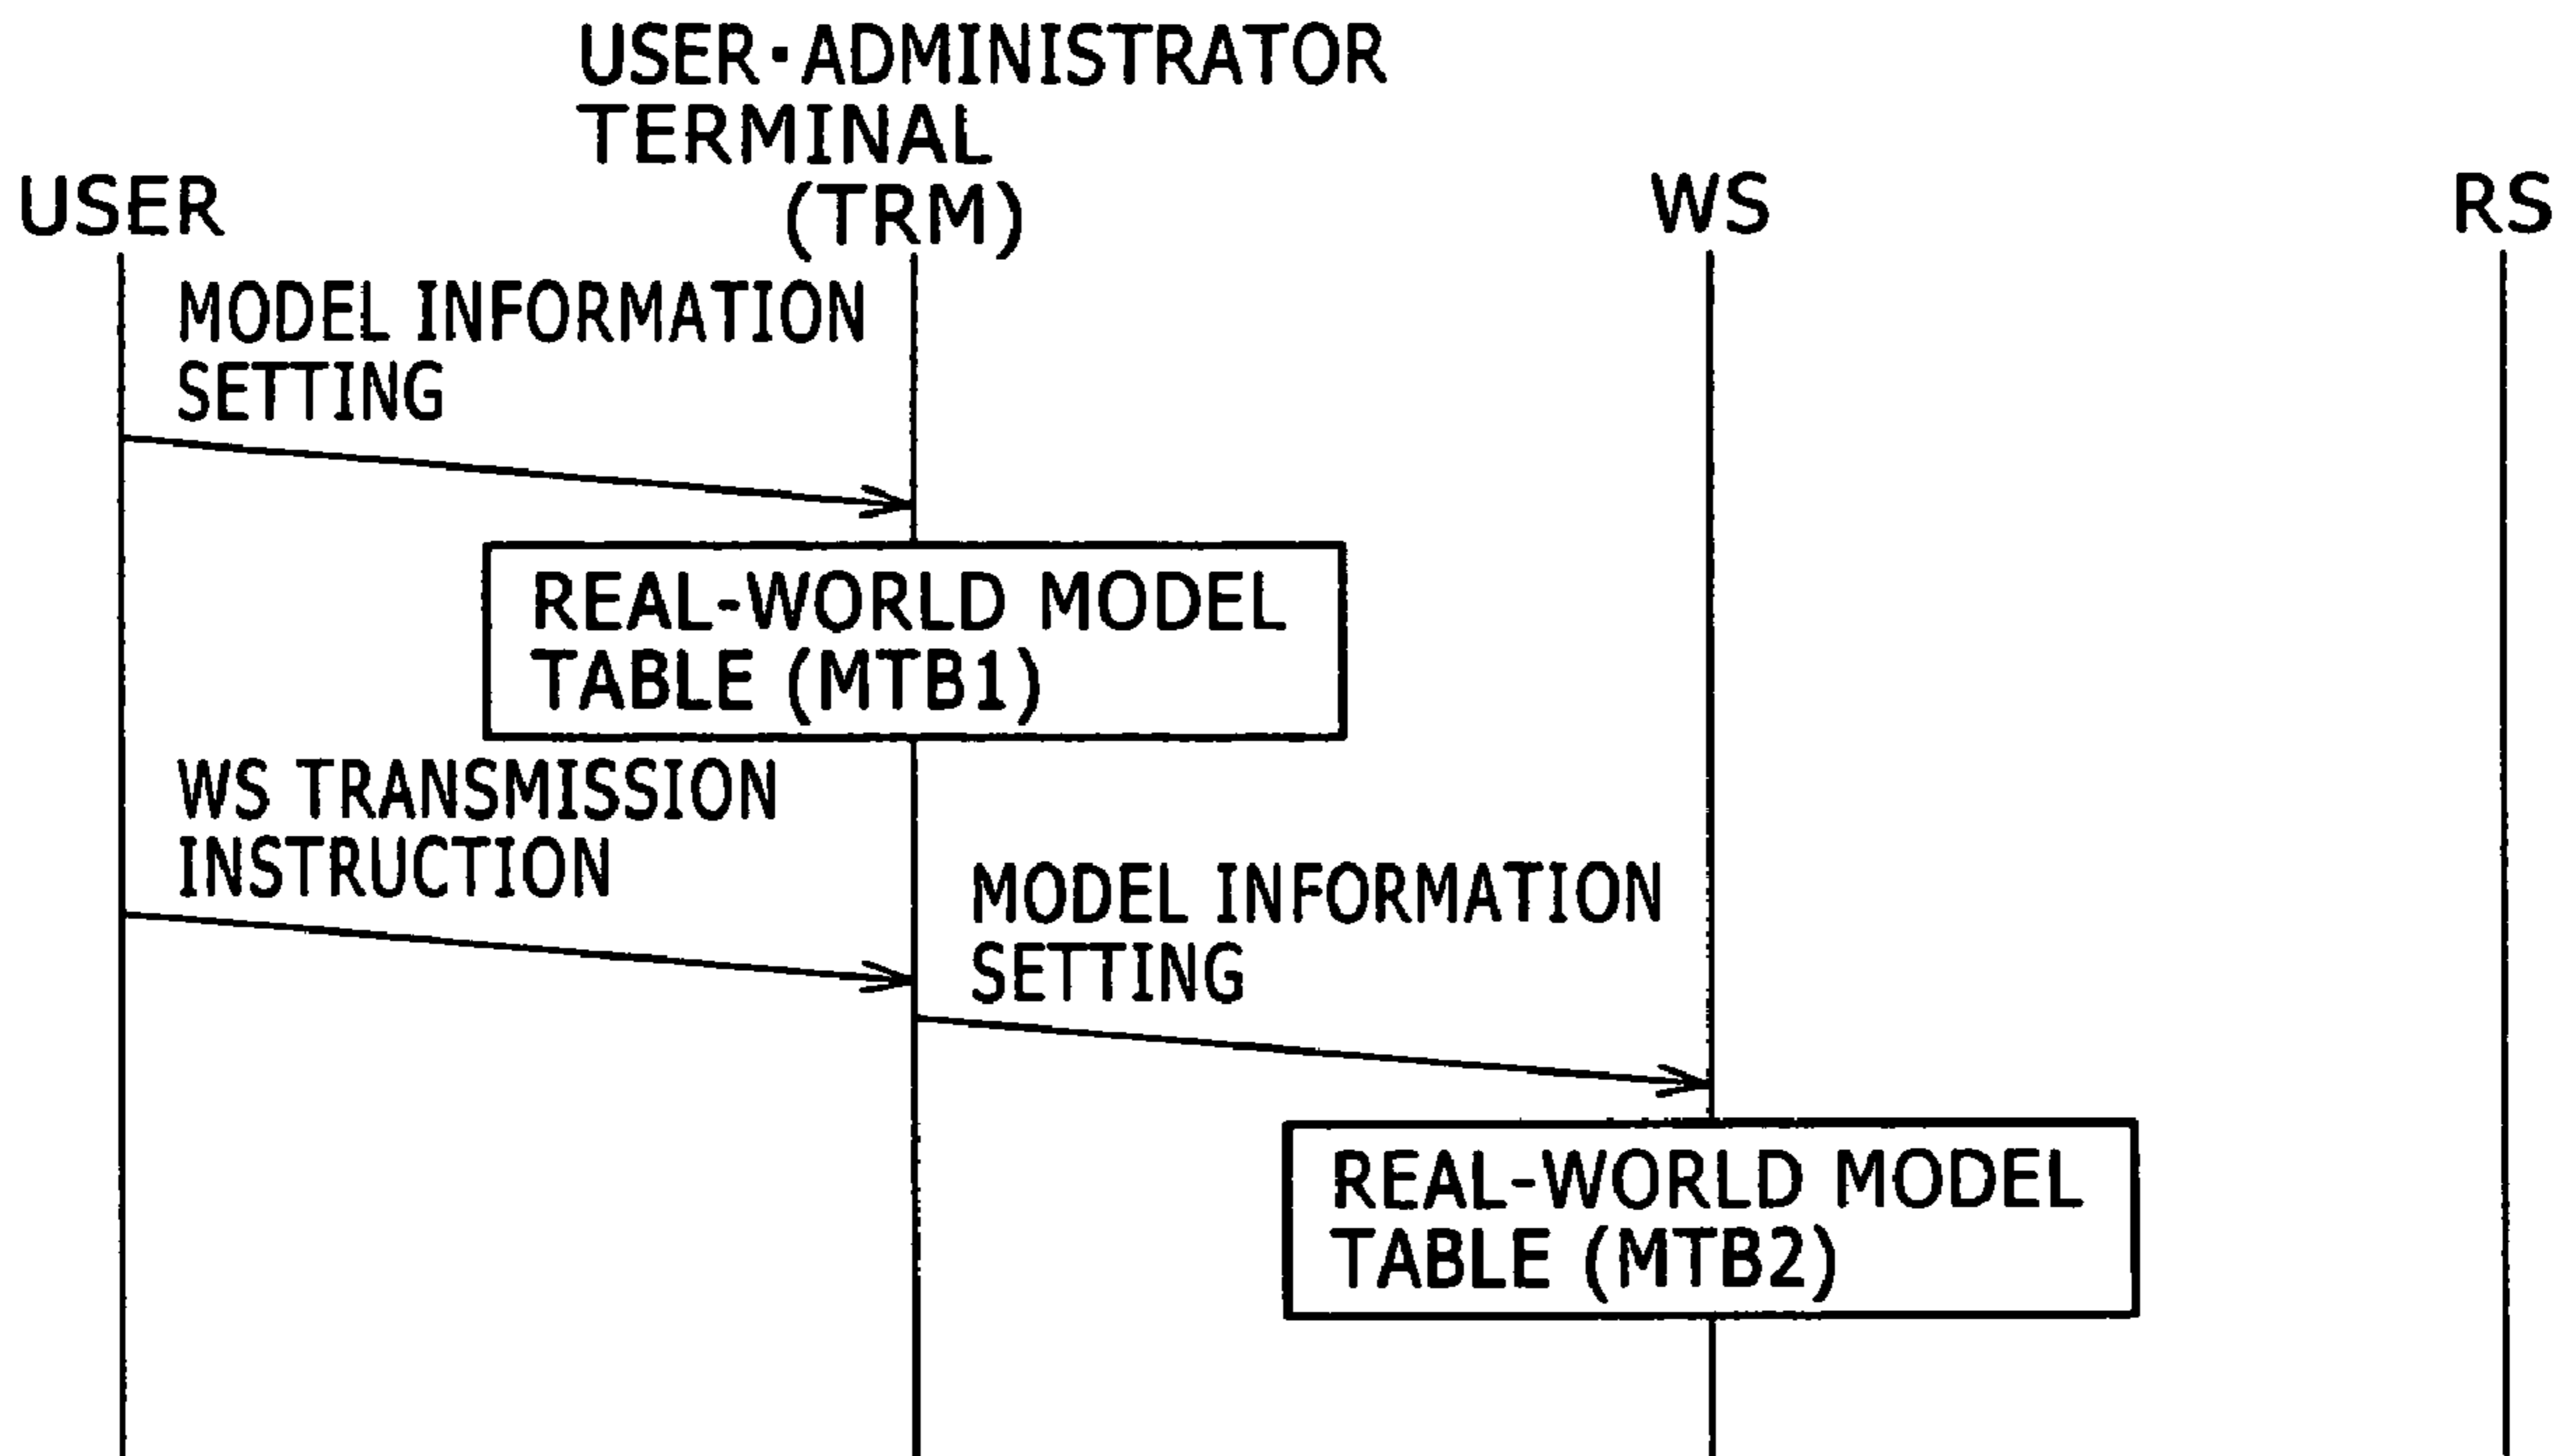 USER·ADMINISTRATOR
TERMINAL
(TRM)
USER
WS
RS
MODEL INFORMATION
SETTING
REAL-WORLD MODEL
TABLE (MTB1)
WS TRANSMISSION
INSTRUCTION
MODEL INFORMATION
SETTING
REAL-WORLD MODEL
TABLE (MTB2)